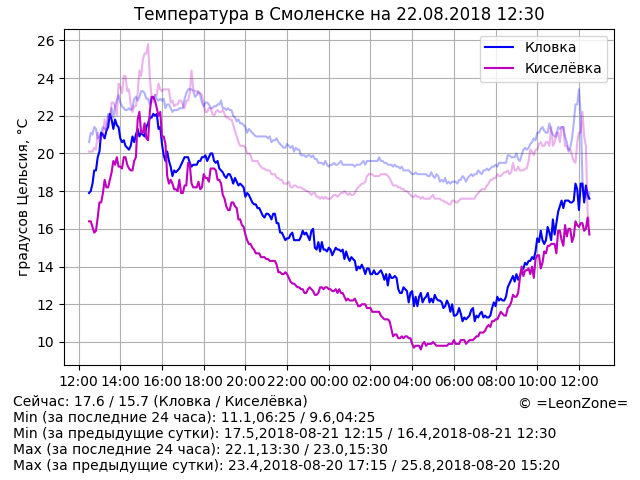 Температура в Смоленске на 22.08.2018 12:30
Кловка
Киселёвка
градусов Цельсия, °C
26
24
22
20
18
16
14
12
10
12:00 14:00 16:00 18:00 20:00 22:00 00:00 02:00 04:00 06:00 08:00 10:00 12:00
Сейчас: 17.6 / 15.7 (Кловка / Киселёвка)
© =LeonZone=
Min (за последние 24 часа): 11.1,06:25 / 9.6,04:25
Min (за предыдущие сутки): 17.5,2018-08-21 12:15 / 16.4,2018-08-21 12:30
Max (за последние 24 часа): 22.1,13:30 / 23.0,15:30
Max (за предыдущие сутки): 23.4,2018-08-20 17:15 / 25.8,2018-08-20 15:20